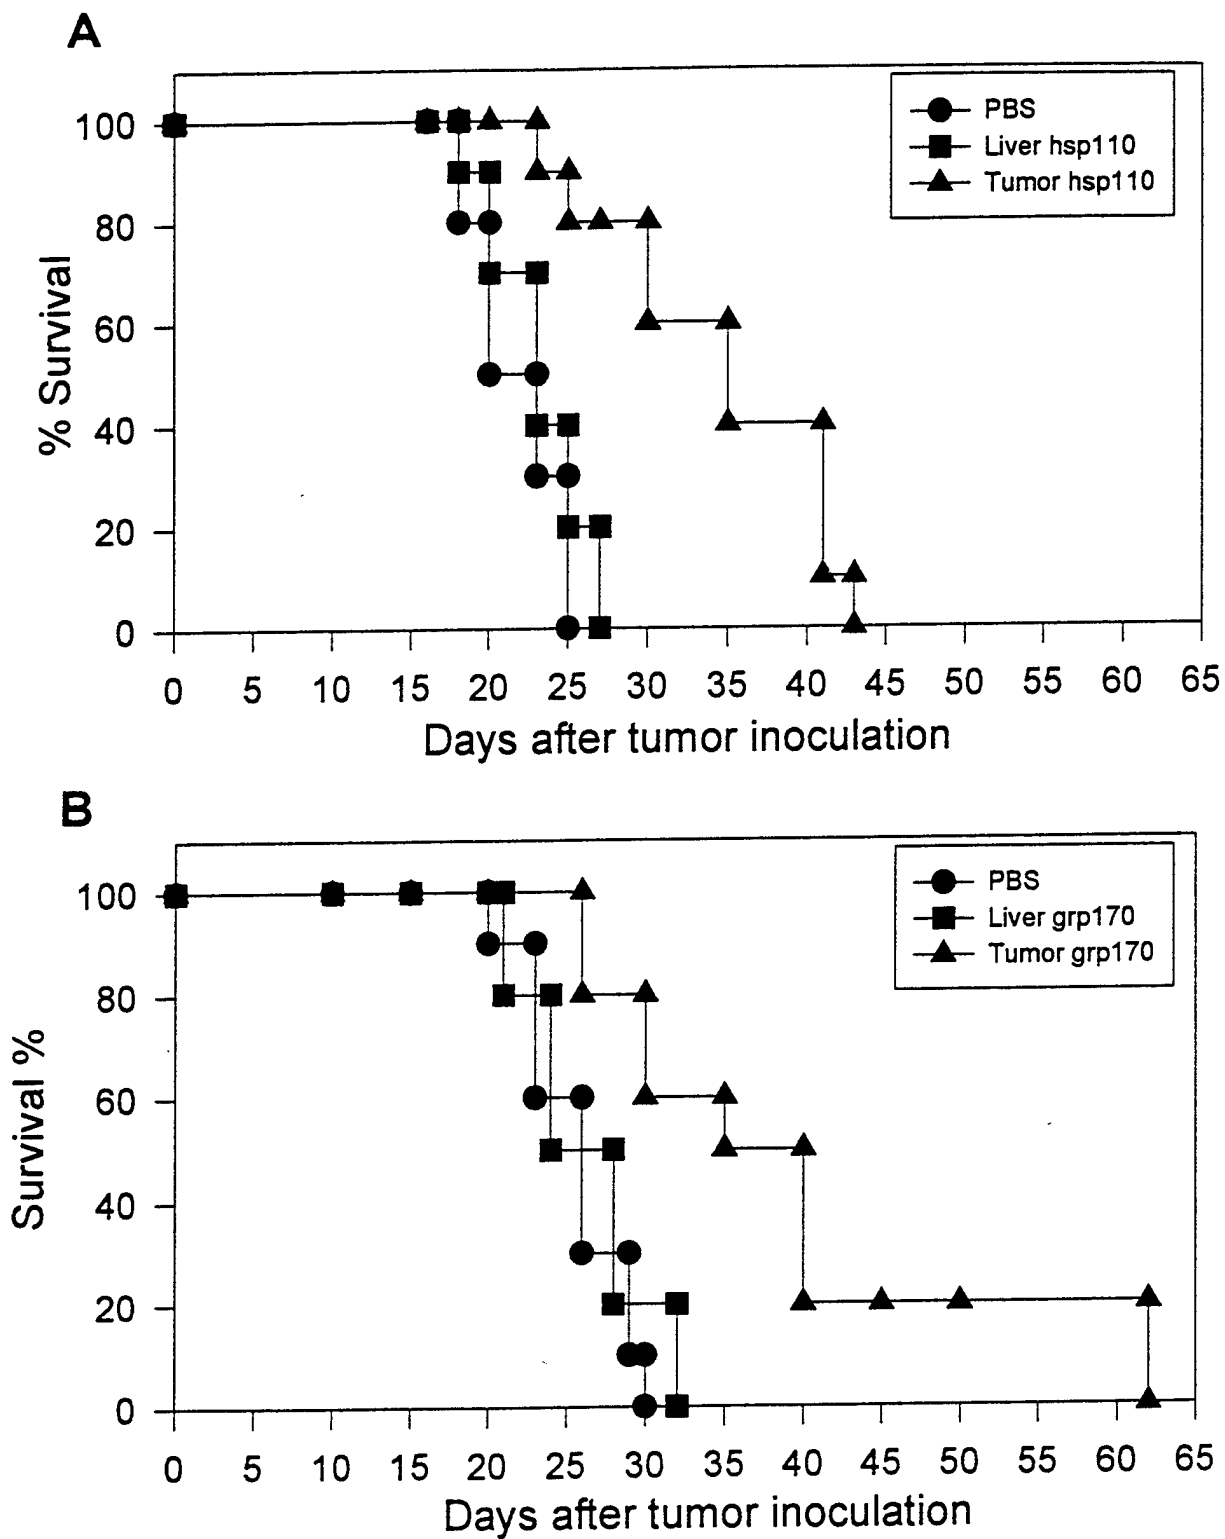 A
PBS
Liver hsp110
Tumor hsp110
100
80
60
40
20
0
% Survival
0 5 10 15 20 25 30 35 40 45 50 55 60 65
Days after tumor inoculation
B
PBS
Liver grp170
Tumor grp170
100
80
60
40
20
0
Survival %
0 5 10 15 20 25 30 35 40 45 50 55 60 65
Days after tumor inoculation